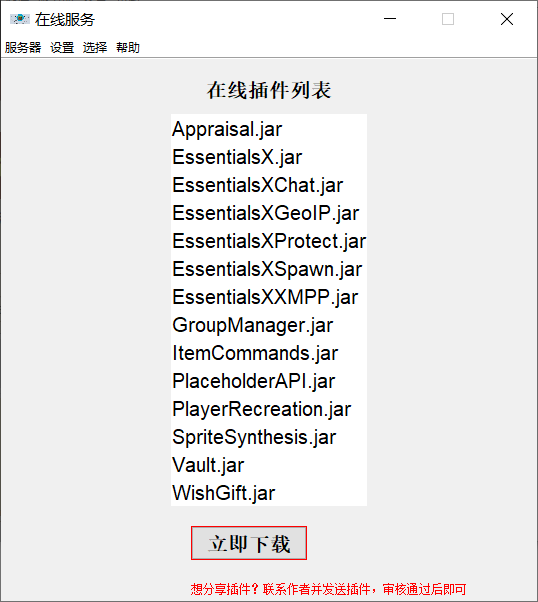 在线服务
服务器 设置 选择 帮助
在线插件列表
Appraisal.jar
EssentialsX.jar
EssentialsXChat.jar
EssentialsXGeoIP.jar
EssentialsXProtect.jar
EssentialsXSpawn.jar
EssentialsXXMPP.jar
GroupManager.jar
ItemCommands.jar
PlaceholderAPI.jar
PlayerRecreation.jar
SpriteSynthesis.jar
Vault.jar
WishGift.jar
立即下载
想分享插件？联系作者并发送插件，审核通过后即可